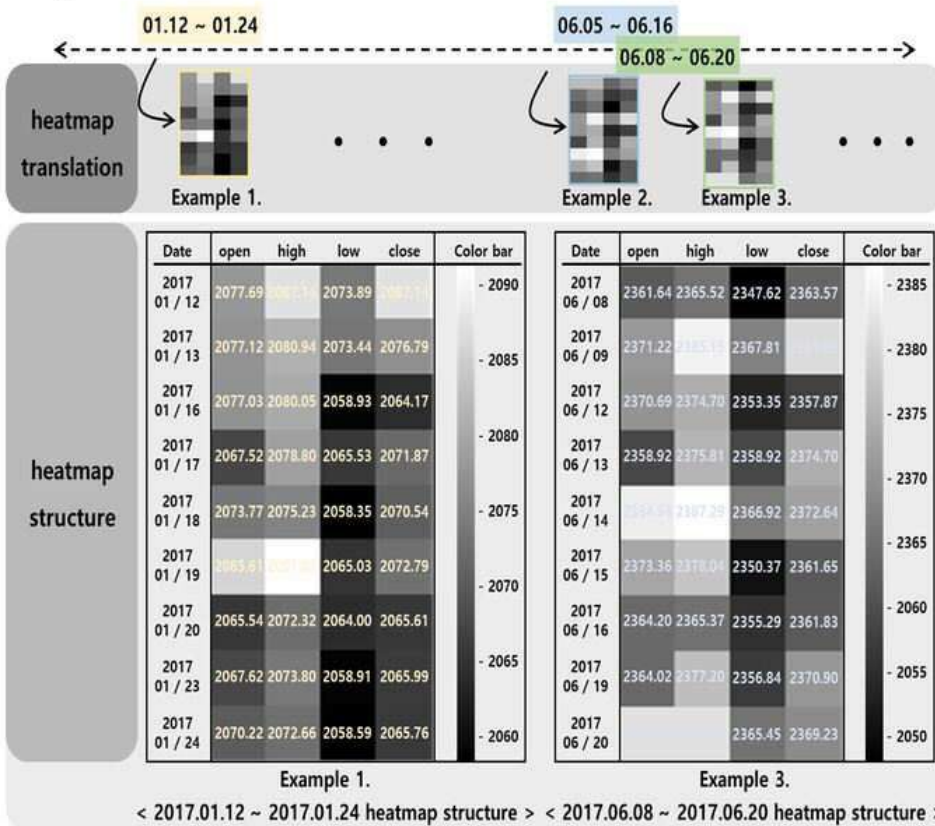 01.12 ~ 01.24
06.05 ~ 06.16
06.08 ~ 06.20
heatmap
translation
Example 1.
Example 2.
Example 3.
heatmap
structure
Date open high low close Color bar
2017
01 / 12
2077.69 2073.89
2017
01 / 13
2077.12 2080.94 2073.44 2076.79
2017
01 / 16
2077.03 2080.05 2058.93 2064.17
2017
01 / 17
2067.52 2078.80 2065.53 2071.87
2017
01 / 18
2073.77 2075.23 2058.35 2070.54
2017
01 / 19
2065.03 2072.79
2017
01 / 20
2065.54 2072.32 2064.00 2065.61
2017
01 / 23
2067.62 2073.80 2058.91 2065.99
2017
01 / 24
2070.22 2072.66 2058.59 2065.76
- 2090
- 2085
- 2080
- 2075
- 2070
- 2065
- 2060
Example 1.
< 2017.01.12 ~ 2017.01.24 heatmap structure >
Date open high low close Color bar
2017
06 / 08
2361.64 2365.52 2347.62 2363.57
2017
06 / 09
2371.22 2367.81
2017
06 / 12
2370.69 2374.70 2353.35 2357.87
2017
06 / 13
2358.92 2375.81 2358.92 2374.70
2017
06 / 14
2387.29 2366.92 2372.64
2017
06 / 15
2373.36 2378.04 2350.37 2361.65
2017
06 / 16
2364.20 2365.37 2355.29 2361.83
2017
06 / 19
2364.02 2377.20 2356.84 2370.90
2017
06 / 20
2365.45 2369.23
- 2385
- 2380
- 2375
- 2370
- 2365
- 2060
- 2055
- 2050
Example 3.
< 2017.06.08 ~ 2017.06.20 heatmap structure >